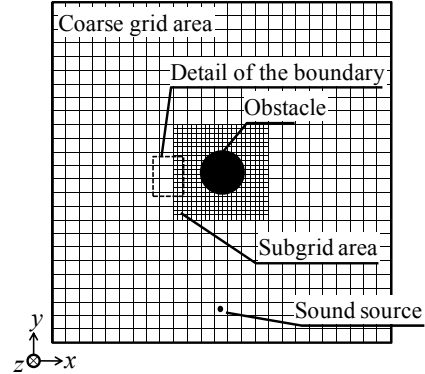 Coarse grid area
Detail of the boundary
Obstacle
Subgrid area
Sound source
y
z
x